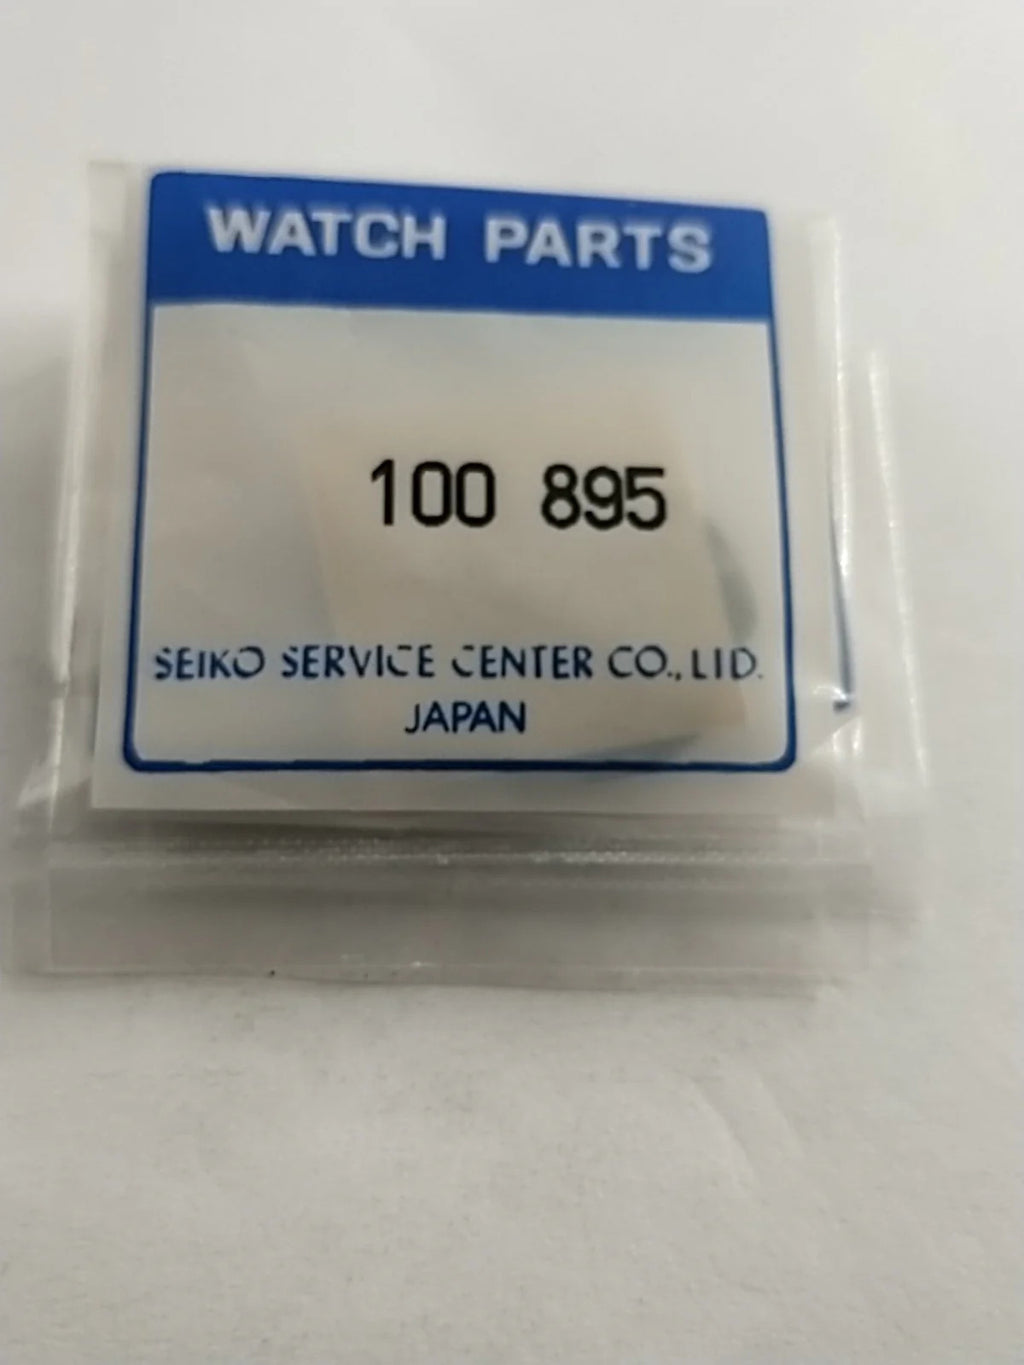 WATCH PARTS
100 895
SEIKO SERVICE CENTER CO., LTD.
JAPAN